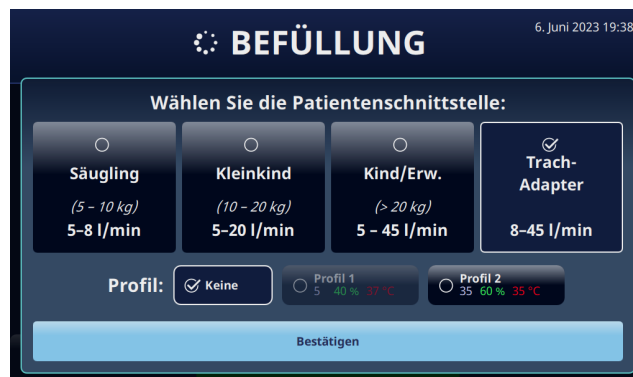 6. Juni 2023 19:38
BEFÜLLUNG
Wählen Sie die Patientenschnittstelle:
Säugling
(5 – 10 kg)
5–8 l/min
Kleinkind
(10 – 20 kg)
5–20 l/min
Kind/Erw.
(> 20 kg)
5 – 45 l/min
Trach-
Adapter
8–45 l/min
Profil:
Keine
Profil 1
5 40 % 37 °C
Profil 2
35 60 % 35 °C
Bestätigen